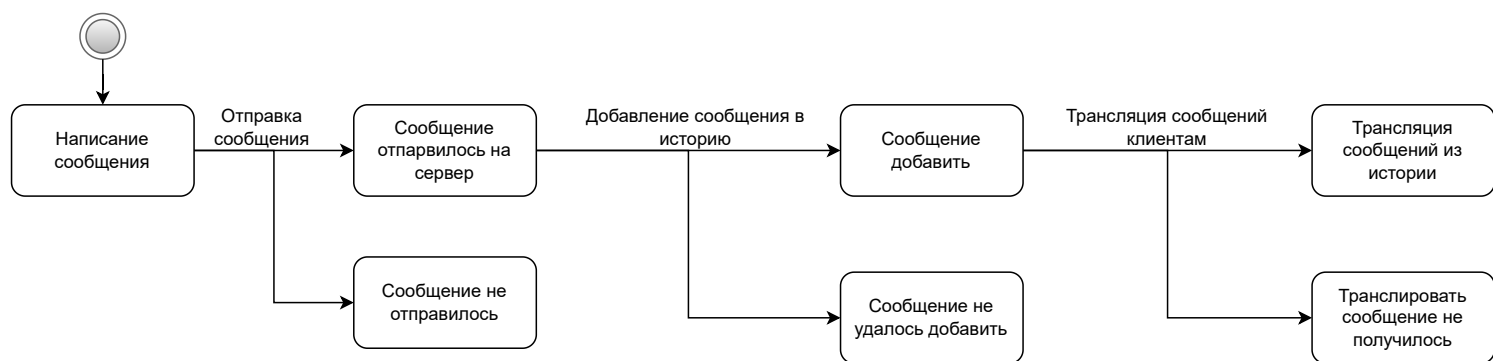 Написание
сообщения
Отправка
сообщения
Сообщение
отпарвилось на
сервер
Добавление сообщения в
историю
Сообщение
добавить
Трансляция сообщений
клиентам
Трансляция
сообщений из
истории
Сообщение не
отправилось
Сообщение не
удалось добавить
Транслировать
сообщение не
получилось